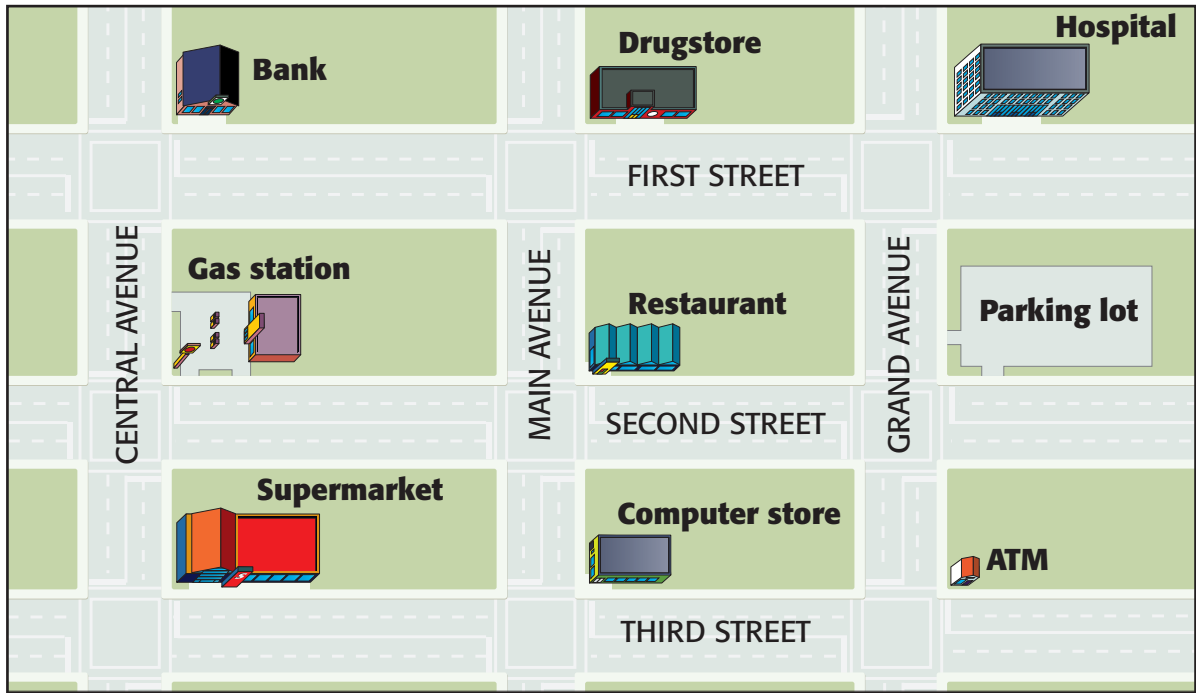 Bank
Drugstore
Hospital
FIRST STREET
CENTRAL AVENUE
Gas station
MAIN AVENUE
Restaurant
GRAND AVENUE
Parking lot
SECOND STREET
Supermarket
Computer store
ATM
THIRD STREET